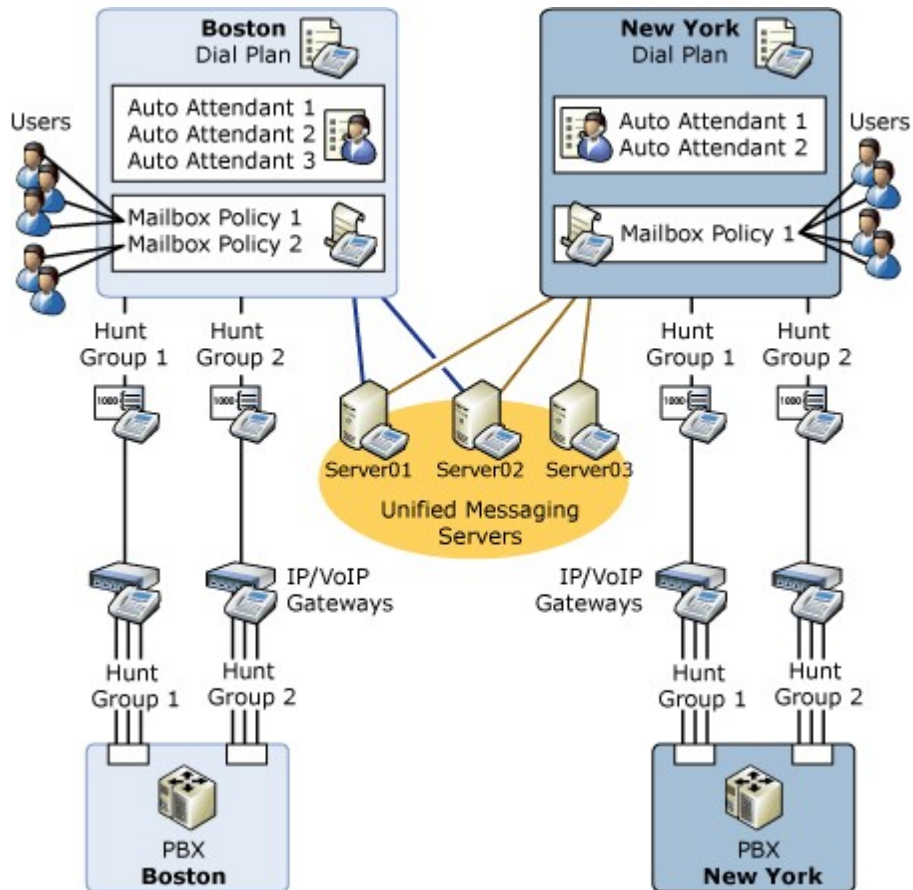 Boston
Dial Plan
New York
Dial Plan
Users
Auto Attendant 1
Auto Attendant 2
Auto Attendant 3
Auto Attendant 1
Auto Attendant 2
Users
Mailbox Policy 1
Mailbox Policy 2
Mailbox Policy 1
Hunt
Group 1
Hunt
Group 2
Hunt
Group 1
Hunt
Group 2
1000
1000
1000
1000
Server01
Server02
Server03
Unified Messaging
Servers
IP/VoIP
Gateways
IP/VoIP
Gateways
Hunt
Group 1
Hunt
Group 2
Hunt
Group 1
Hunt
Group 2
PBX
Boston
PBX
New York